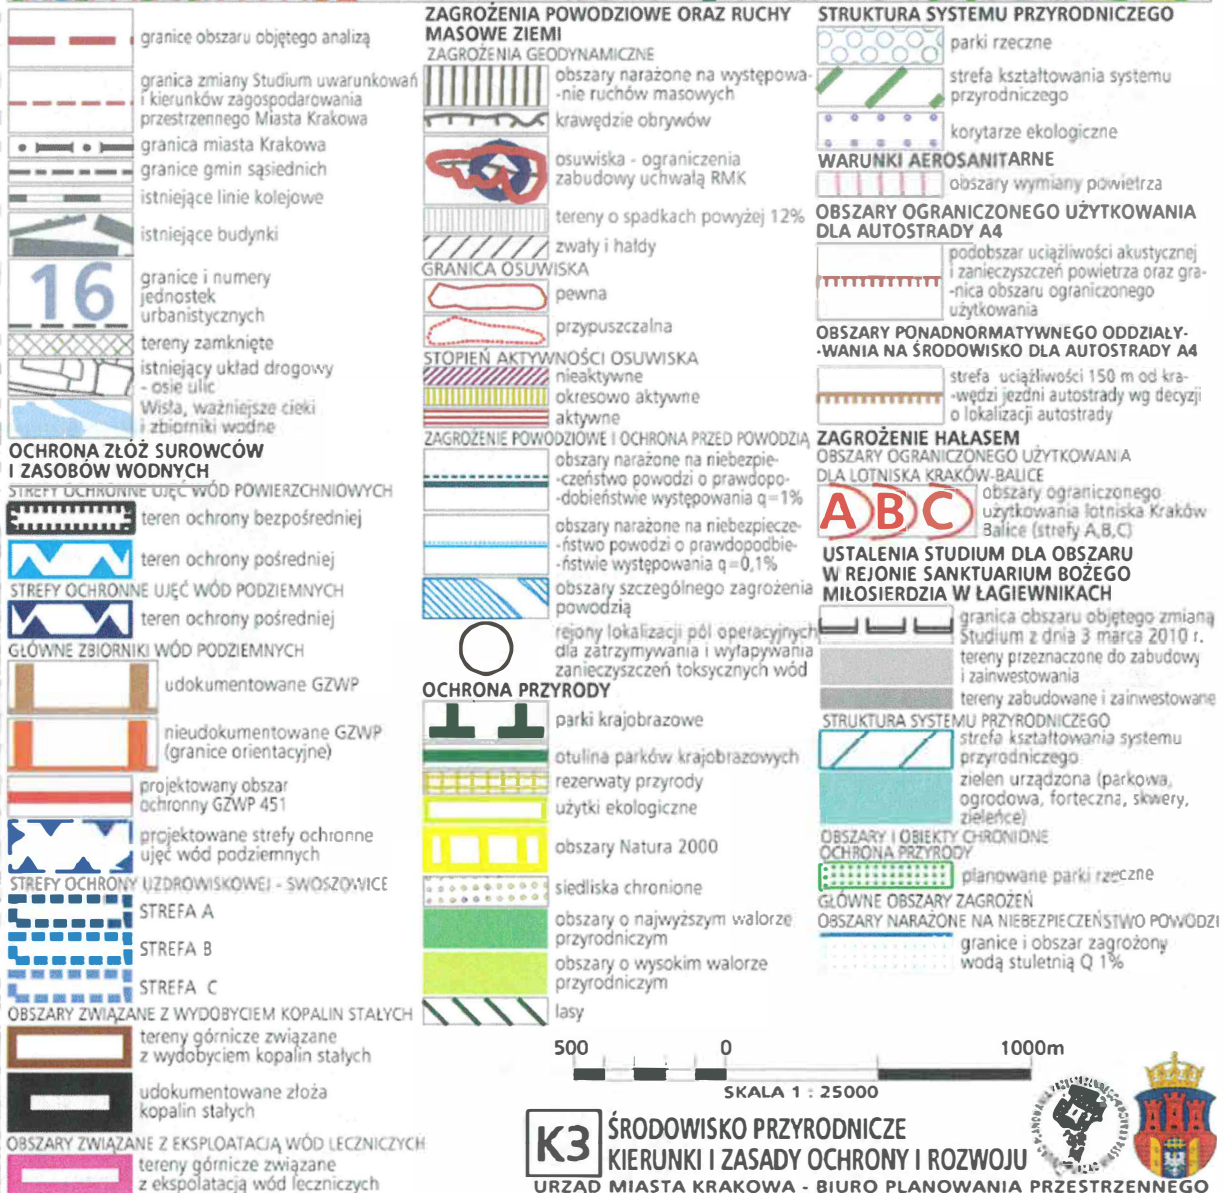 granice obszaru objętego analizą
granica zmiany Studium uwarunkowań
i kierunków zagospodarowania
przestrzennego Miasta Krakowa
granica miasta Krakowa
granice gmin sąsiednich
istniejące linie kolejowe
istniejące budynki
16
granice i numery
jednostek
urbanistycznych
tereny zamknięte
istniejący układ drogowy
- osie ulic
Wisła, ważniejsze cieki
i zbiorniki wodne
OCHRONA ZŁÓŻ SUROWCÓW
I ZASOBÓW WODNYCH
STREFY OCHRONNE UJĘĆ WÓD POWIERZCHNIOWYCH
teren ochrony bezpośredniej
teren ochrony pośredniej
STREFY OCHRONNE UJĘĆ WÓD PODZIEMNYCH
teren ochrony pośredniej
GŁÓWNE ZBIORNIKI WÓD PODZIEMNYCH
udokumentowane GZWP
nieudokumentowane GZWP
(granice orientacyjne)
projektowany obszar
ochronny GZWP 451
projektowane strefy ochronne
ujęć wód podziemnych
STREFY OCHRONY UZDROWISKOWEJ - SWOSZOWICE
STREFA A
STREFA B
STREFA C
OBSZARY ZWIĄZANE Z WYDOBYCIEM KOPALIN STAŁYCH
tereny górnicze związane
z wydobyciem kopalin stałych
udokumentowane złoża
kopalin stałych
OBSZARY ZWIĄZANE Z EKSPLOATACJĄ WÓD LECZNICZYCH
tereny górnicze związane
z ekspolatacją wód leczniczych
ZAGROŻENIA POWODZIOWE ORAZ RUCHY
MASOWE ZIEMI
ZAGROŻENIA GEODYNAMICZNE
obszary narażone na występowa-
-nie ruchów masowych
krawędzie obrywów
osuwiska - ograniczenia
zabudowy uchwałą RMK
tereny o spadkach powyżej 12%
zwały i hałdy
GRANICA OSUWISKA
pewna
przypuszczalna
STOPIEŃ AKTYWNOŚCI OSUWISKA
nieaktywne
okresowo aktywne
aktywne
ZAGROŻENIE POWODZIOWE I OCHRONA PRZED POWODZIĄ
obszary narażone na niebezpie-
-czeństwo powodzi o prawdopo-
-dobieństwie występowania q=1%
obszary narażone na niebezpiecze-
-ństwo powodzi o prawdopodbie-
-ństwie występowania q=0,1%
obszary szczególnego zagrożenia
powodzią
rejony lokalizacji pól operacyjnych
dla zatrzymywania i wyłapywania
zanieczyszczeń toksycznych wód
OCHRONA PRZYRODY
parki krajobrazowe
otulina parków krajobrazowych
rezerwaty przyrody
użytki ekologiczne
obszary Natura 2000
siedliska chronione
obszary o najwyższym walorze
przyrodniczym
obszary o wysokim walorze
przyrodniczym
lasy
STRUKTURA SYSTEMU PRZYRODNICZEGO
parki rzeczne
strefa kształtowania systemu
przyrodniczego
korytarze ekologiczne
WARUNKI AEROSANITARNE
obszary wymiany powietrza
OBSZARY OGRANICZONEGO UŻYTKOWANIA
DLA AUTOSTRADY A4
podobszar uciążliwości akustycznej
i zanieczyszczeń powietrza oraz gra-
-nica obszaru ograniczonego
użytkowania
OBSZARY PONADNORMATYWNEGO ODDZIAŁY-
-WANIA NA ŚRODOWISKO DLA AUTOSTRADY A4
strefa uciążliwości 150 m od kra-
-wędzi jezdni autostrady wg decyzji
o lokalizacji autostrady
ZAGROŻENIE HAŁASEM
OBSZARY OGRANICZONEGO UŻYTKOWANIA
DLA LOTNISKA KRAKÓW-BALICE
A B C
obszary ograniczonego
użytkowania lotniska Kraków
Balice (strefy A,B,C)
USTALENIA STUDIUM DLA OBSZARU
W REJONIE SANKTUARIUM BOŻEGO
MIŁOSIERDZIA W ŁAGIEWNIKACH
granica obszaru objętego zmianą
Studium z dnia 3 marca 2010 r.
tereny przeznaczone do zabudowy
i zainwestowania
tereny zabudowane i zainwestowane
STRUKTURA SYSTEMU PRZYRODNICZEGO
strefa kształtowania systemu
przyrodniczego
zielen urządzona (parkowa,
ogrodowa, forteczna, skwery,
zieleńce)
OBSZARY I OBIEKTY CHRONIONE
OCHRONA PRZYRODY
planowane parki rzeczne
GŁÓWNE OBSZARY ZAGROŻEŃ
OBSZARY NARAŻONE NA NIEBEZPIECZEŃSTWO POWODZI
granice i obszar zagrożony
wodą stuletnią Q 1%
500 0 1000m
SKALA 1 : 25000
K3
ŚRODOWISKO PRZYRODNICZE
KIERUNKI I ZASADY OCHRONY I ROZWOJU
URZĄD MIASTA KRAKOWA - BIURO PLANOWANIA PRZESTRZENNEGO